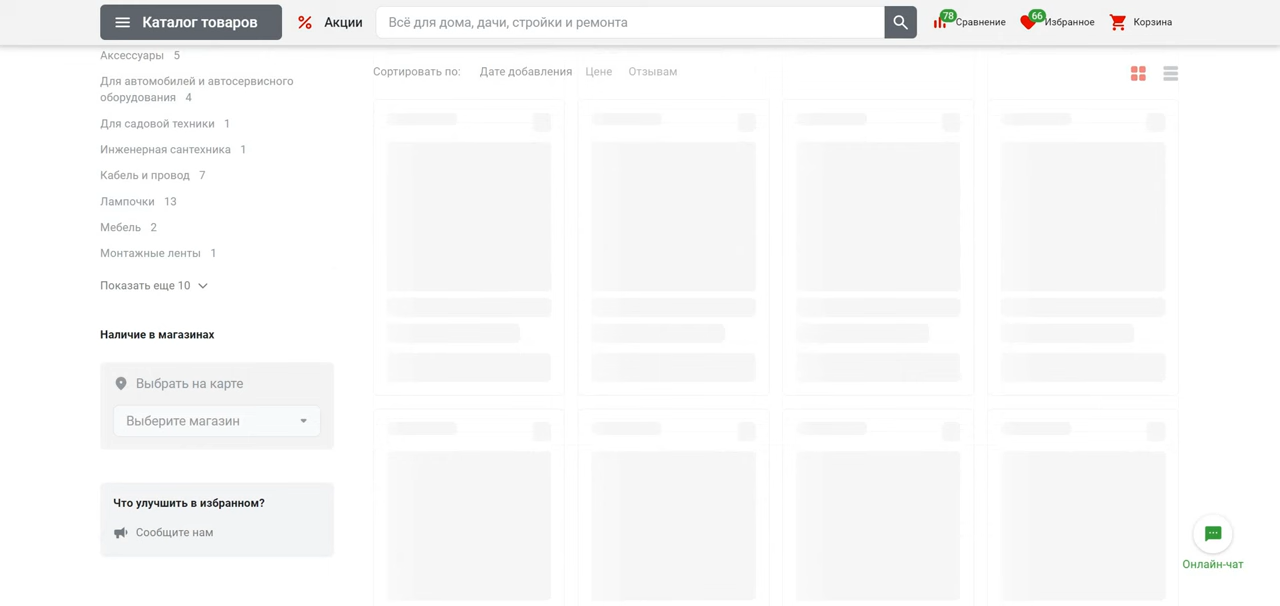 Каталог товаров
% Акции
Всё для дома, дачи, стройки и ремонта
78
Сравнение
66
Избранное
Корзина
Аксессуары 5
Для автомобилей и автосервисного
оборудования 4
Для садовой техники 1
Инженерная сантехника 1
Кабель и провод 7
Лампочки 13
Мебель 2
Монтажные ленты 1
Показать еще 10
Наличие в магазинах
Выбрать на карте
Выберите магазин
Что улучшить в избранном?
Сообщите нам
Сортировать по: Дате добавления Цене Отзывам
Онлайн-чат